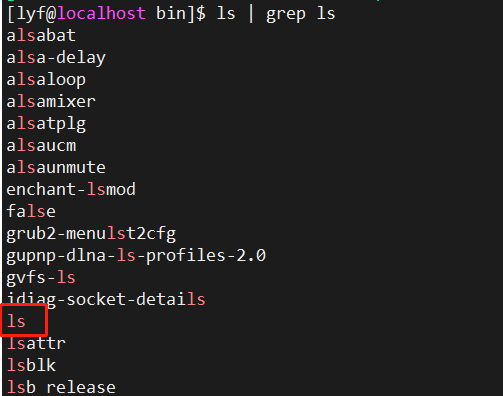 [lyf@localhost bin]$ ls | grep ls
alsabat
alsa-delay
alsaloop
alsamixer
alsatplg
alsaucm
alsaunmute
enchant-lsmod
false
grub2-menulst2cfg
gupnp-dlna-ls-profiles-2.0
gvfs-ls
idiag-socket-details
ls
lsattr
lsblk
lsb_release